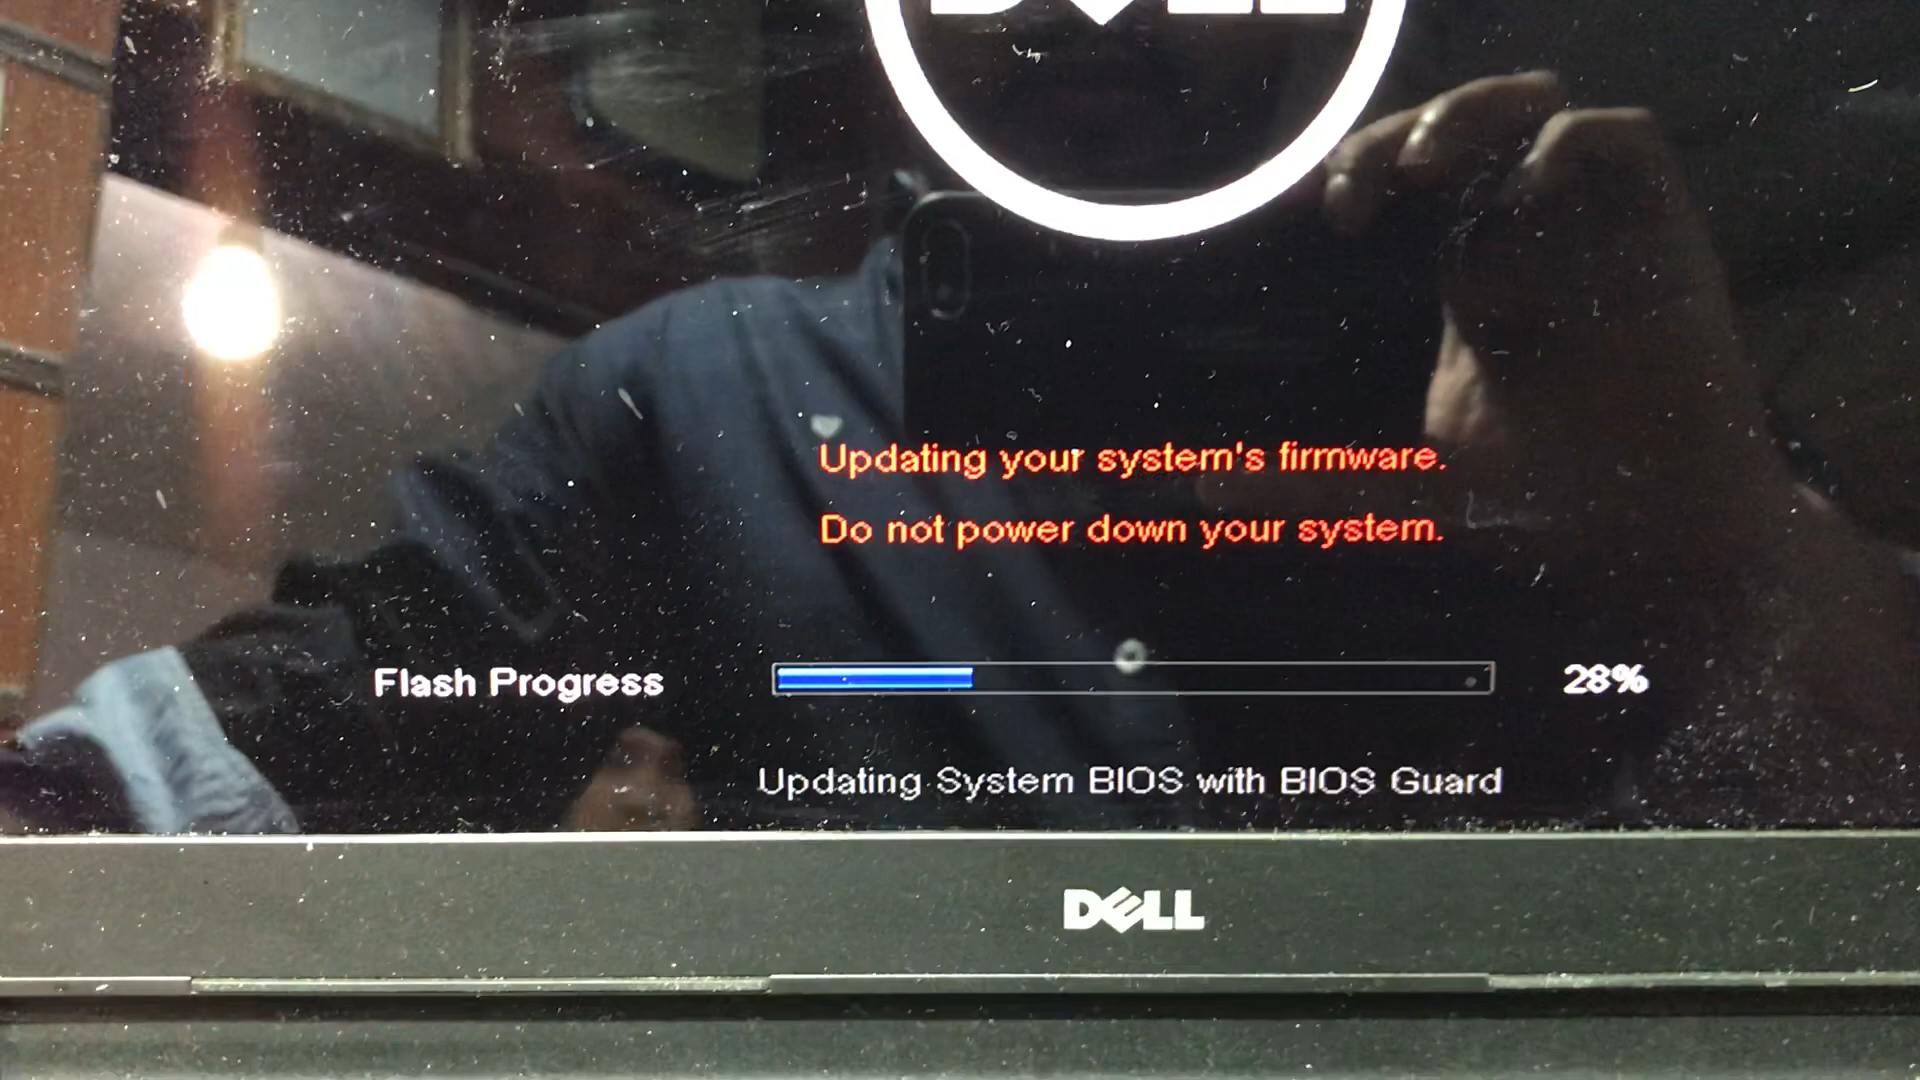 DELL
Updating your system's firmware.
Do not power down your system.
Flash Progress 28%
Updating System BIOS with BIOS Guard
DELL